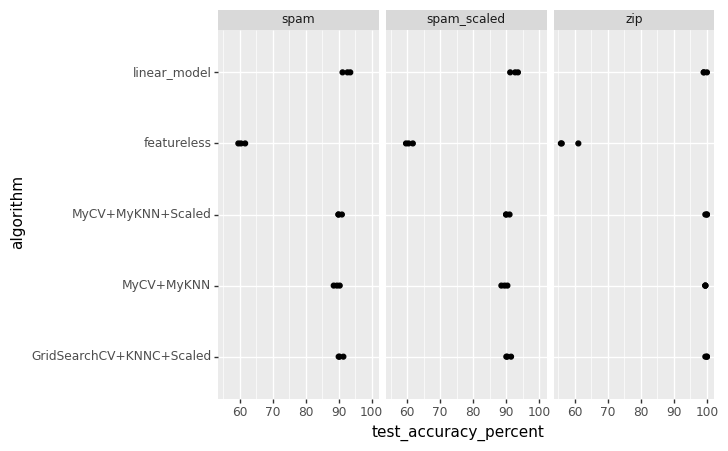 spam
spam_scaled
zip
linear_model
featureless
MyCV+MyKNN+Scaled
MyCV+MyKNN
GridSearchCV+KNNC+Scaled
algorithm
60 70 80 90 100 60 70 80 90 100 60 70 80 90 100
test_accuracy_percent